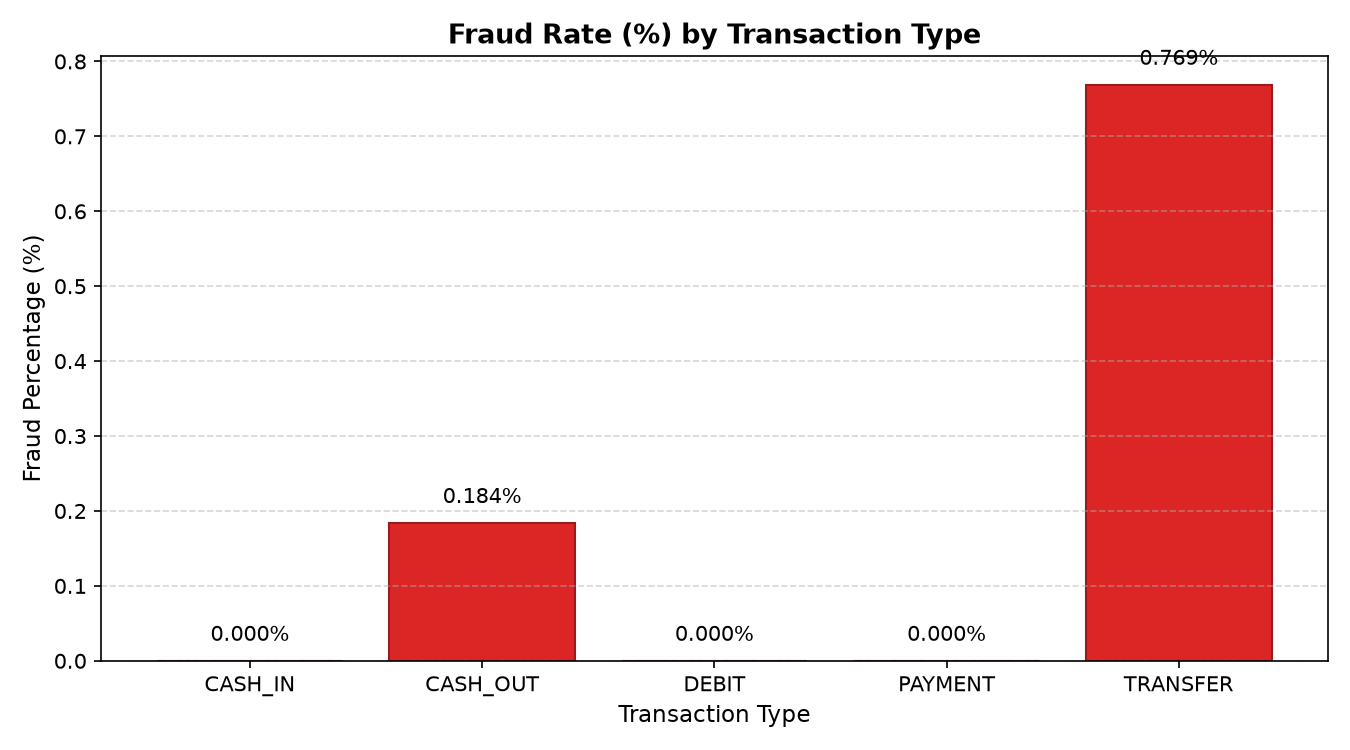 Fraud Rate (%) by Transaction Type
Fraud Percentage (%)
0.8
0.7
0.6
0.5
0.4
0.3
0.2
0.1
0.0
0.000%
0.184%
0.000%
0.000%
0.769%
CASH_IN
CASH_OUT
DEBIT
PAYMENT
TRANSFER
Transaction Type